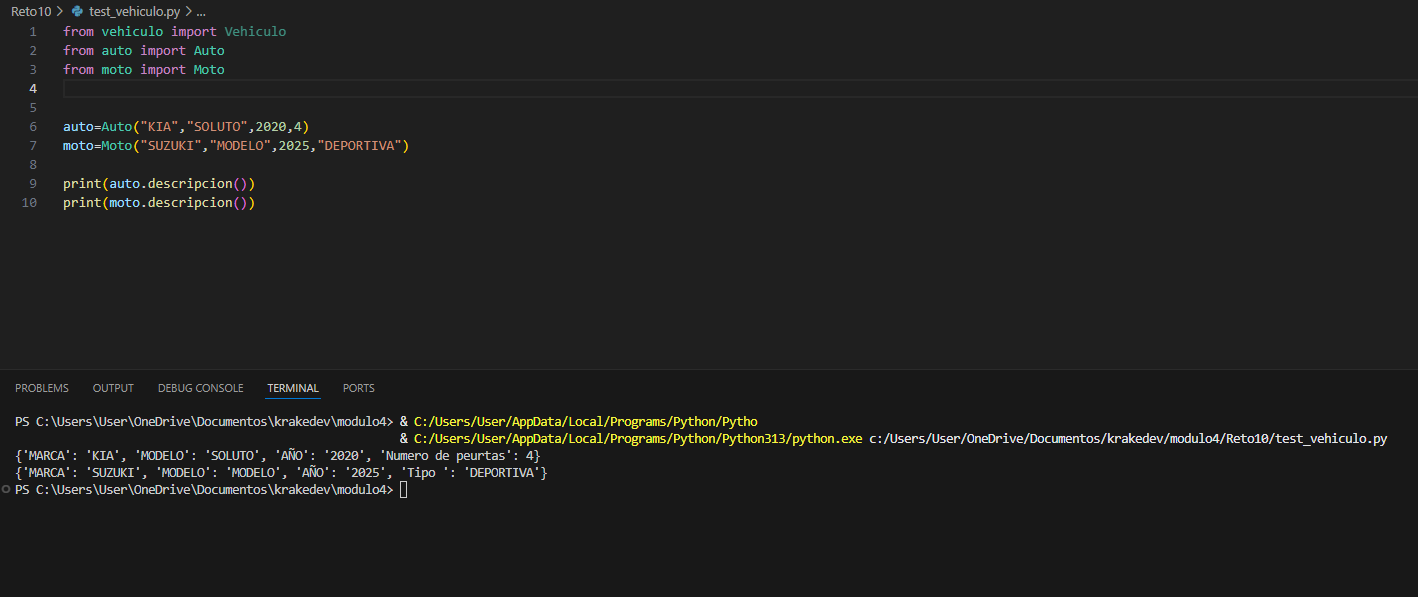 Reto10 > test_vehiculo.py > ...
1 from vehiculo import Vehiculo
2 from auto import Auto
3 from moto import Moto
4
5
6 auto=Auto("KIA","SOLUTO",2020,4)
7 moto=Moto("SUZUKI","MODELO",2025,"DEPORTIVA")
8
9 print(auto.descripcion())
10 print(moto.descripcion())
PROBLEMS OUTPUT DEBUG CONSOLE TERMINAL PORTS
PS C:\Users\User\OneDrive\Documentos\krakedev\modulo4> & C:/Users/User/AppData/Local/Programs/Python/Pytho
& C:/Users/User/AppData/Local/Programs/Python/Python313/python.exe c:/Users/User/OneDrive/Documentos/krakedev/modulo4/Reto10/test_vehiculo.py
{'MARCA': 'KIA', 'MODELO': 'SOLUTO', 'AÑO': '2020', 'Numero de peurtas': 4}
{'MARCA': 'SUZUKI', 'MODELO': 'MODELO', 'AÑO': '2025', 'Tipo ': 'DEPORTIVA'}
PS C:\Users\User\OneDrive\Documentos\krakedev\modulo4>